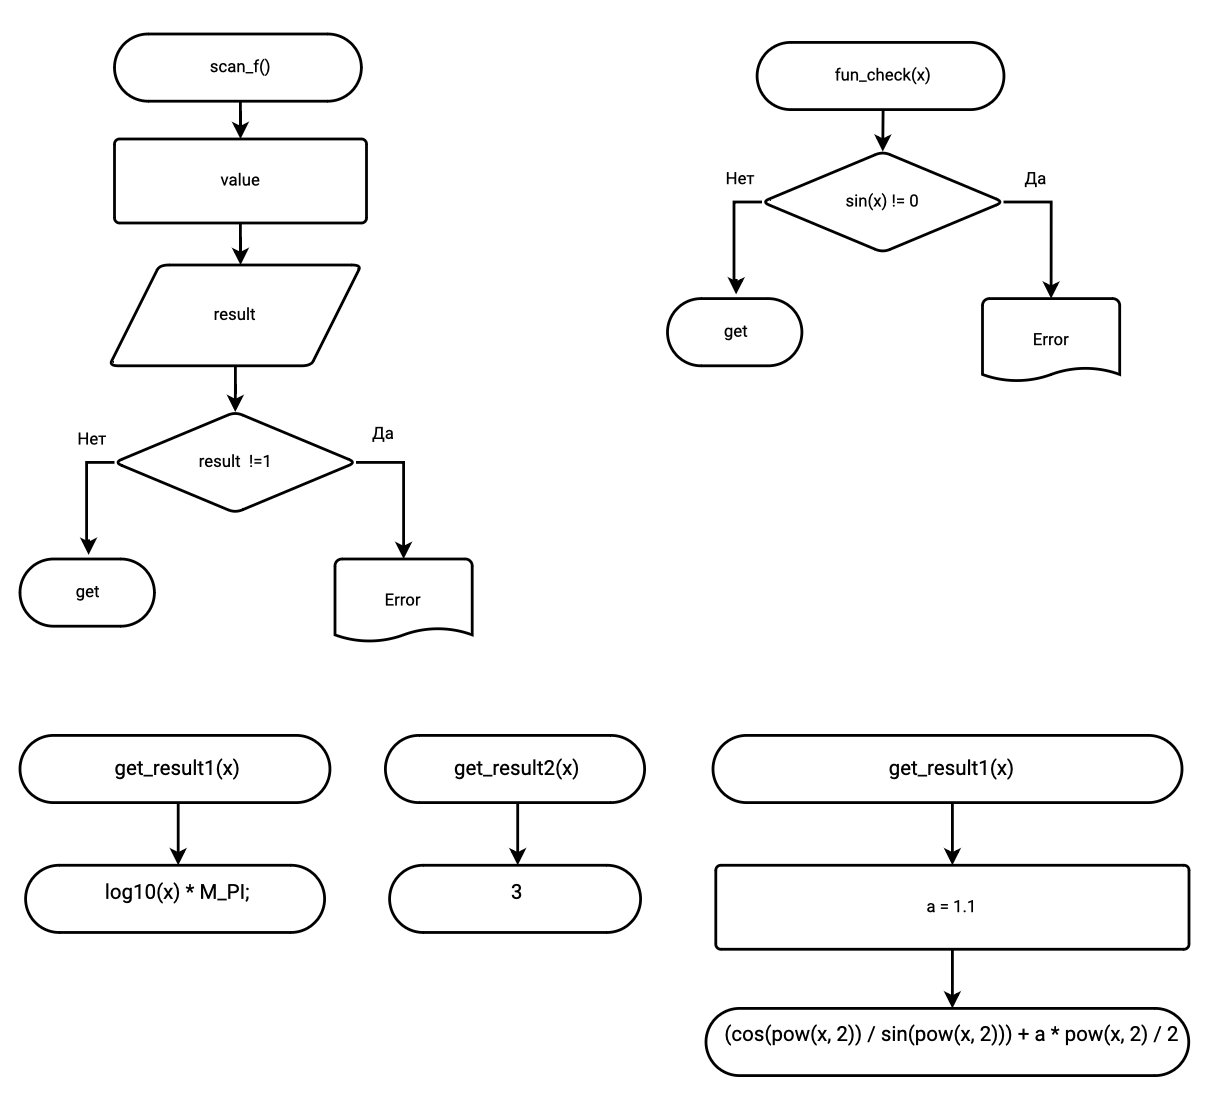 scan_f()
value
result
result !=1
Нет
Да
get
Error
fun_check(x)
sin(x) != 0
Нет
Да
get
Error
get_result1(x)
log10(x) * M_PI;
get_result2(x)
3
get_result1(x)
a = 1.1
(cos(pow(x, 2)) / sin(pow(x, 2))) + a * pow(x, 2) / 2